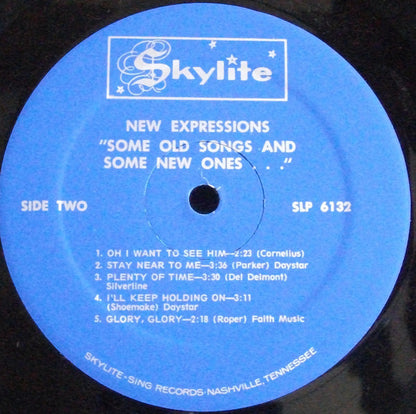 Skylite
NEW EXPRESSIONS
"SOME OLD SONGS AND
SOME NEW ONES . . ."
SIDE TWO
SLP 6132
1. OH I WANT TO SEE HIM—2:23 (Cornelius)
2. STAY NEAR TO ME—3:36 (Parker) Daystar
3. PLENTY OF TIME—3:30 (Del Delmont)
Silvertine
4. I'LL KEEP HOLDING ON—3:11
(Shoemake) Daystar
5. GLORY, GLORY—2:18 (Roper) Faith Music
SKYLITE-SING RECORDS-NASHVILLE, TENNESSEE